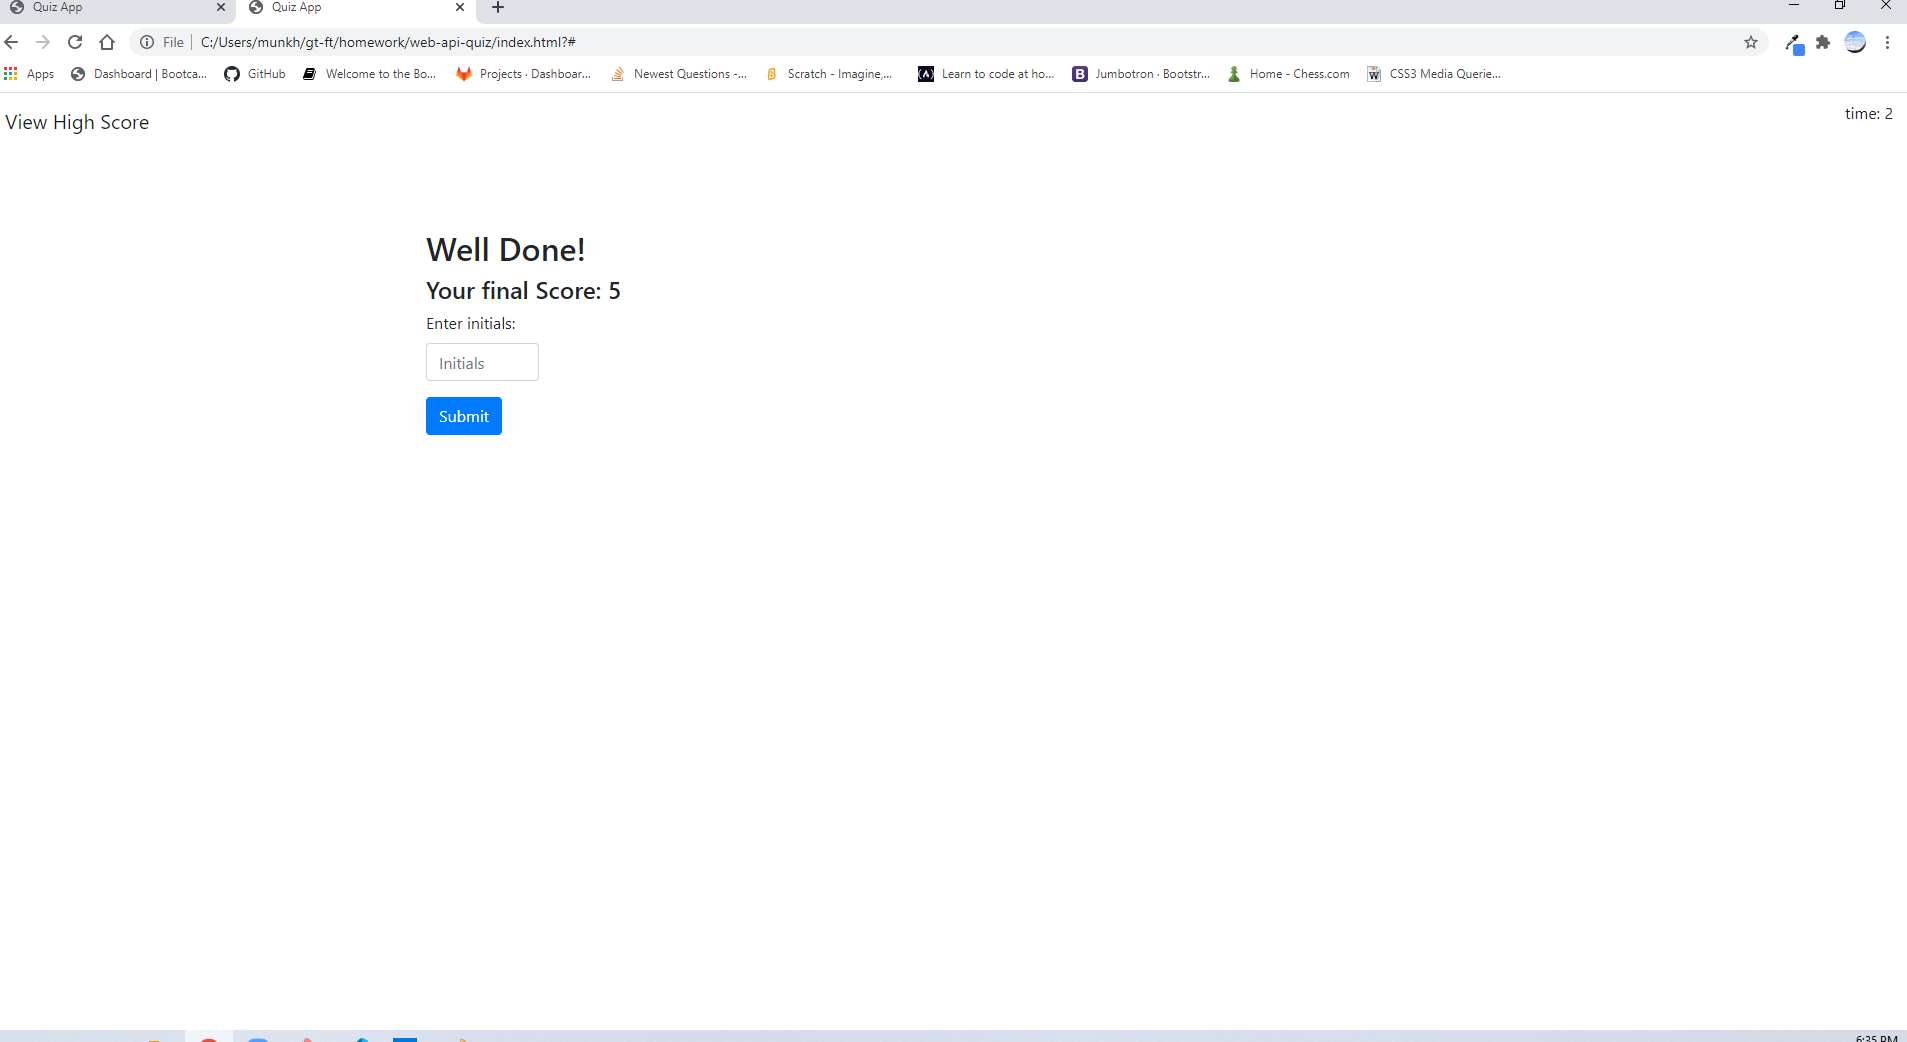 Quiz App
Quiz App
File C:/Users/munkh/gt-ft/homework/web-api-quiz/index.html?#
Apps Dashboard | Bootca... GitHub Welcome to the Bo... Projects · Dashboar... Newest Questions -... Scratch - Imagine,... Learn to code at ho... Jumbotron · Bootstr... Home - Chess.com CSS3 Media Querie...
View High Score
time: 2
Well Done!
Your final Score: 5
Enter initials:
Initials
Submit
6:35 PM